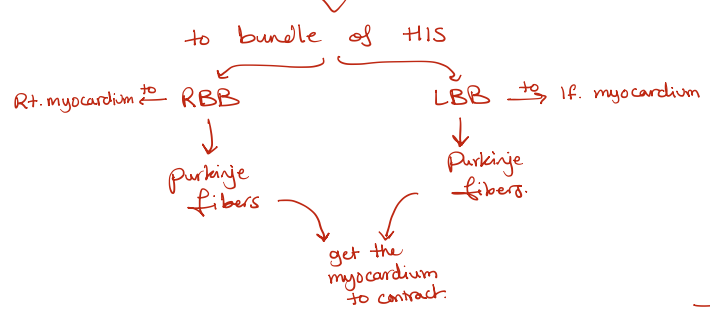 to bundle of HIS
Rt. myocardium to RBB
LBB to lf. myocardium
Purkinje
fibers
Purkinje
fibers.
get the
myocardium
to contract.